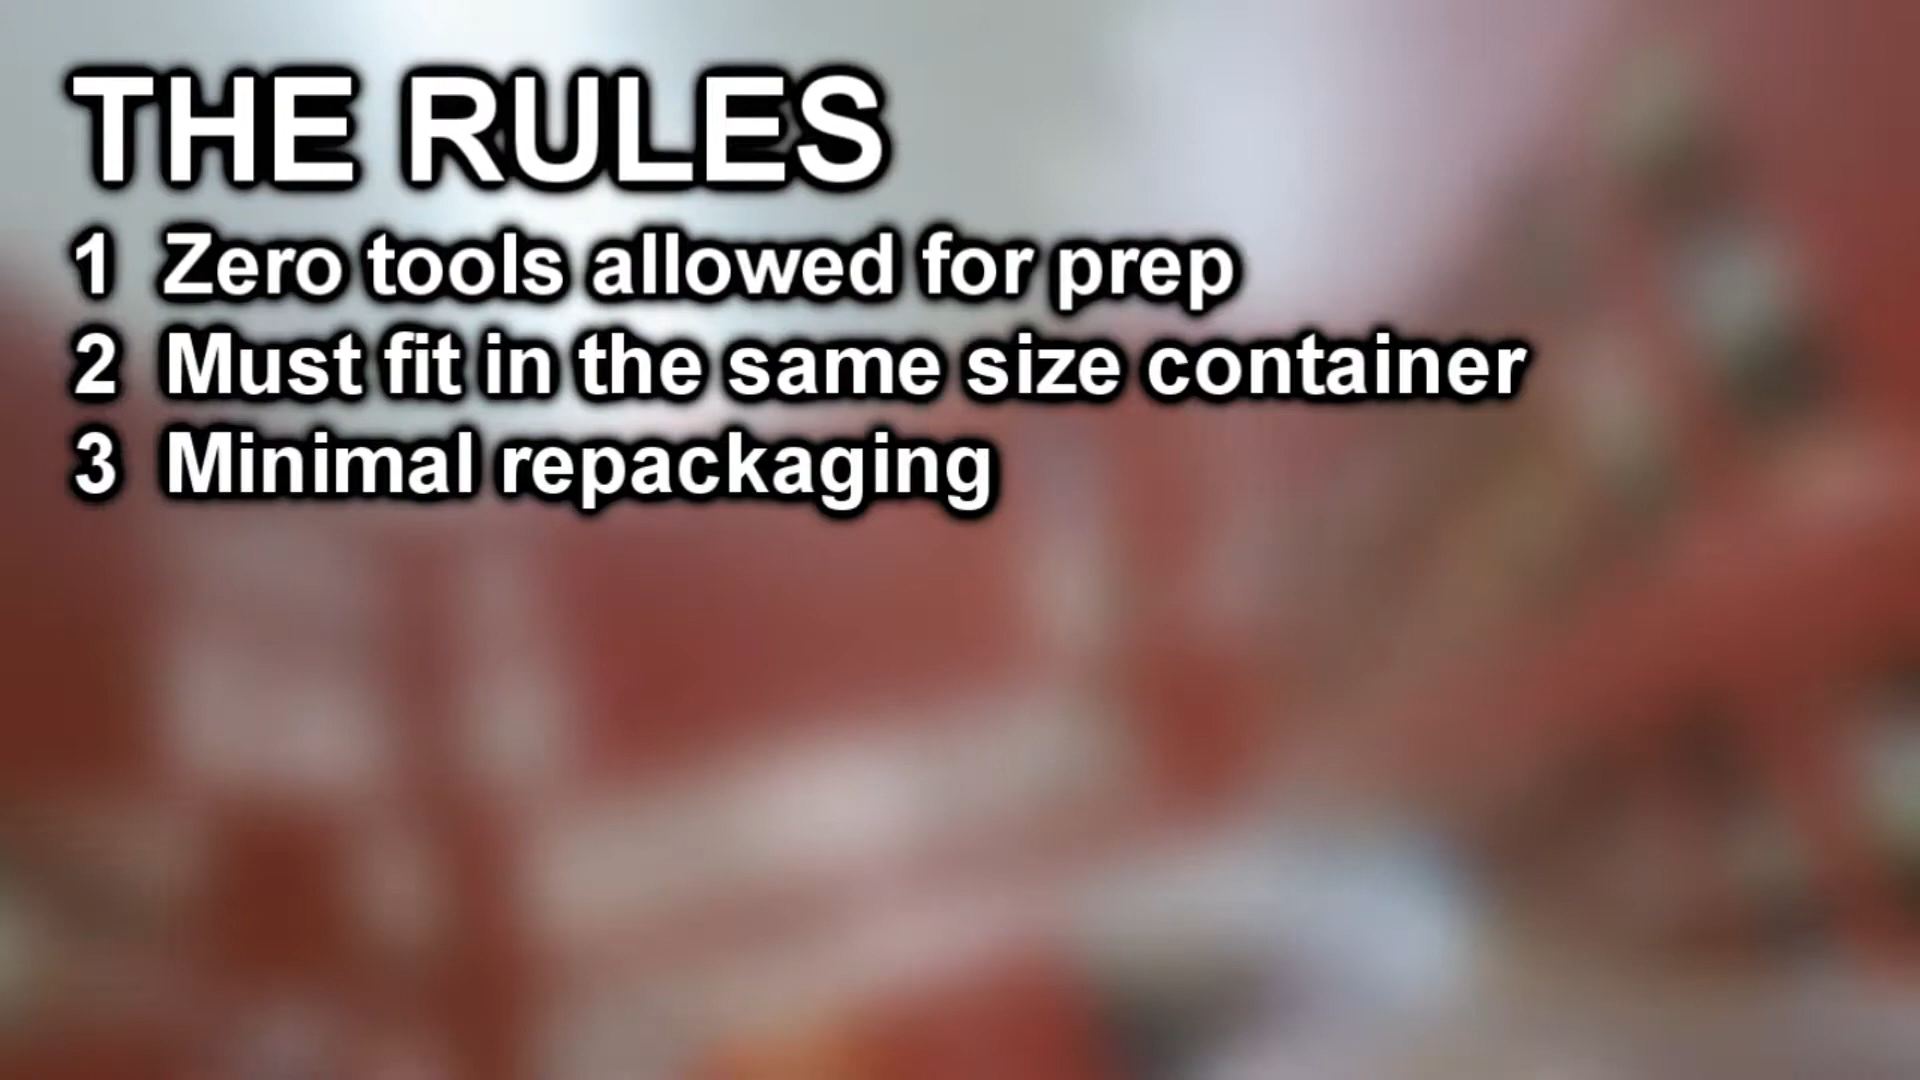 THE RULES
1 Zero tools allowed for prep
2 Must fit in the same size container
3 Minimal repackaging